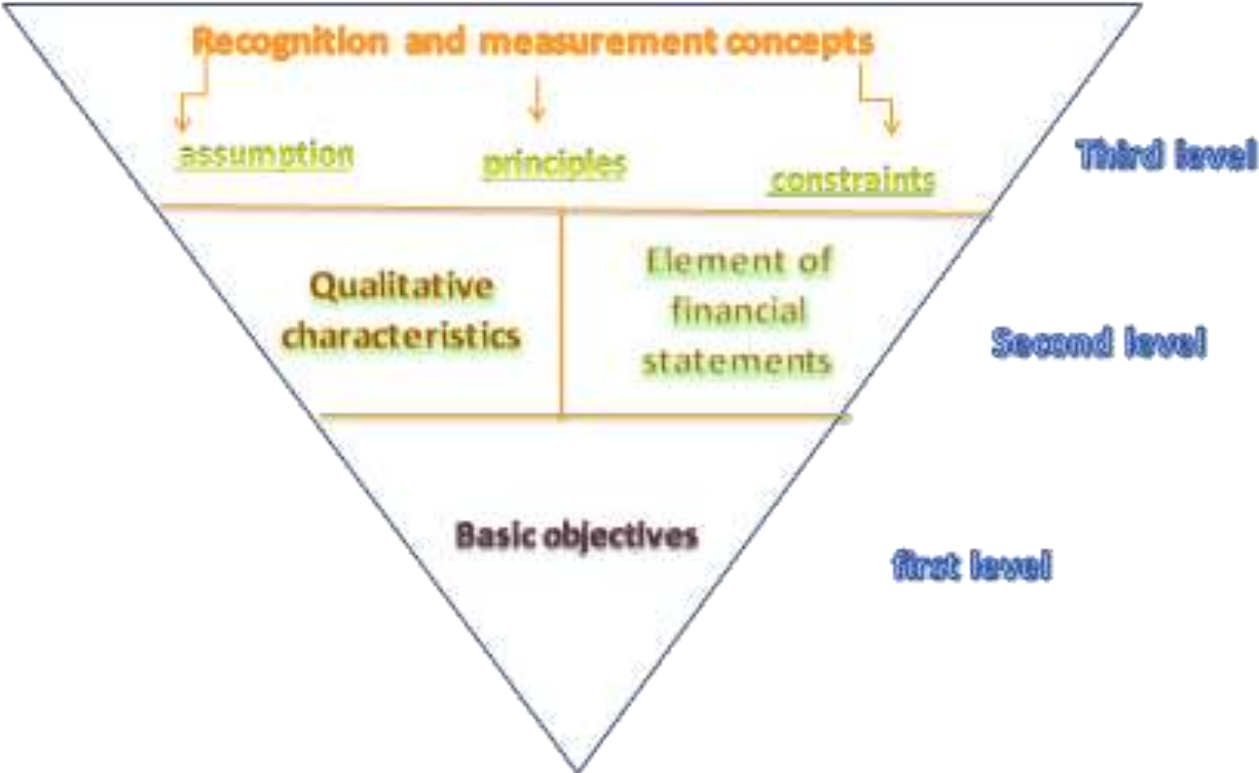 Recognition and measurement concepts
assumption
principles
constraints
Third level
Qualitative
characteristics
Element of
financial
statements
Second level
Basic objectives
first level